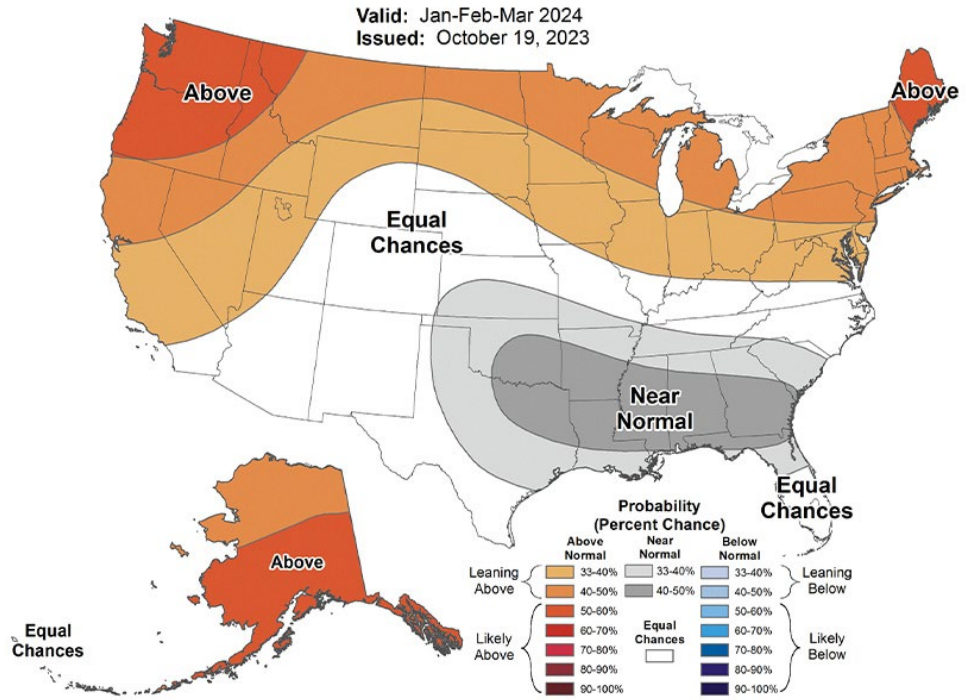 Valid: Jan-Feb-Mar 2024
Issued: October 19, 2023
Above
Above
Equal
Chances
Near
Normal
Equal
Chances
Above
Equal
Chances
Probability
(Percent Chance)
Above
Normal
Near
Normal
Below
Normal
Leaning
Above
33-40%
33-40%
33-40%
Leaning
Below
40-50%
40-50%
40-50%
Likely
Above
50-60%
50-60%
Likely
Below
60-70%
Equal
Chances
60-70%
70-80%
70-80%
80-90%
80-90%
90-100%
90-100%